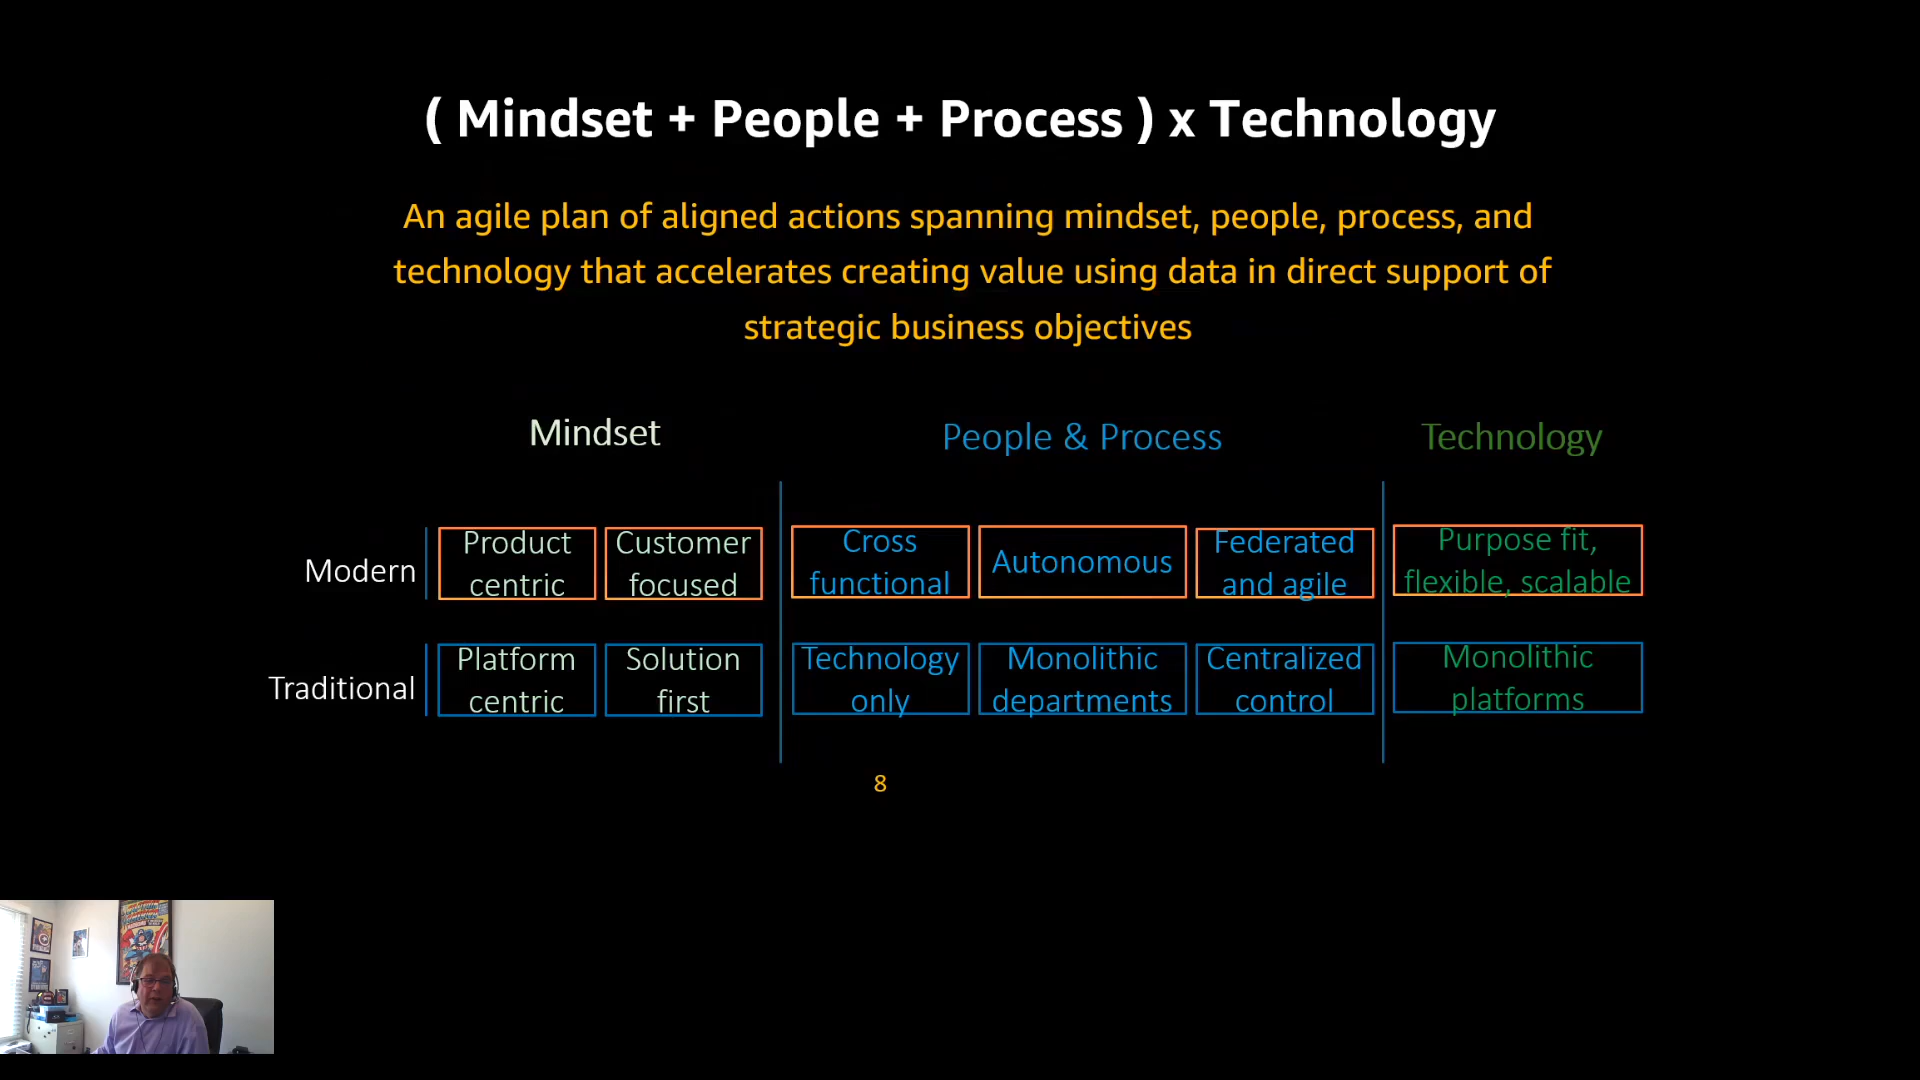 ( Mindset + People + Process ) x Technology
An agile plan of aligned actions spanning mindset, people, process, and
technology that accelerates creating value using data in direct support of
strategic business objectives
Mindset
People & Process
Technology
Modern
Product
centric
Customer
focused
Cross
functional
Autonomous
Federated
and agile
Purpose fit,
flexible, scalable
Traditional
Platform
centric
Solution
first
Technology
only
Monolithic
departments
Centralized
control
Monolithic
platforms
8